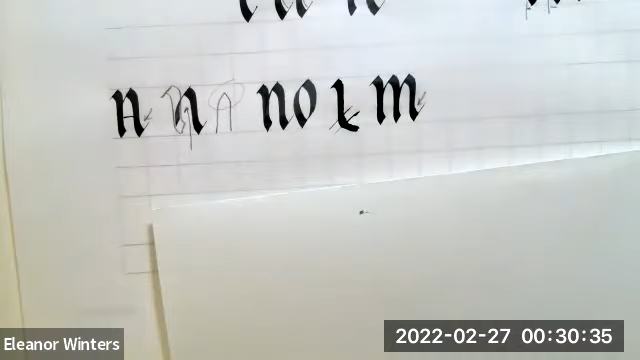 n n n no l m
Eleanor Winters
2022-02-27 00:30:35